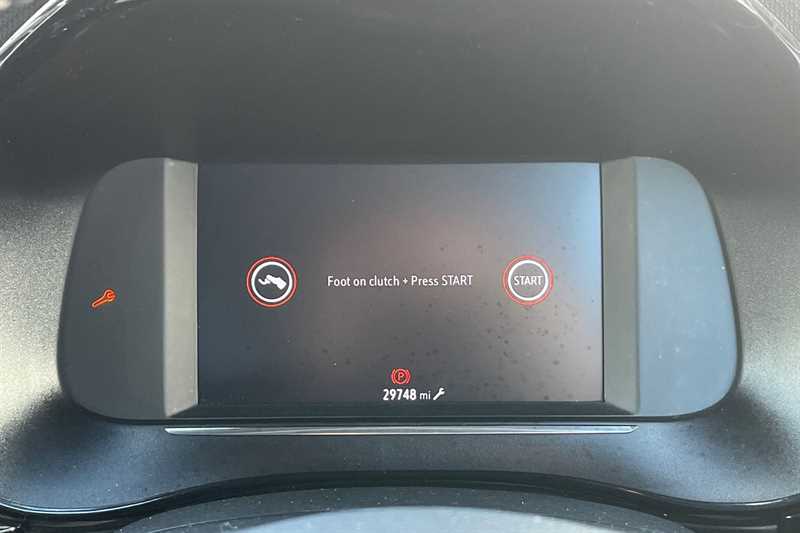 Foot on clutch + Press START
START
P
29748 mi